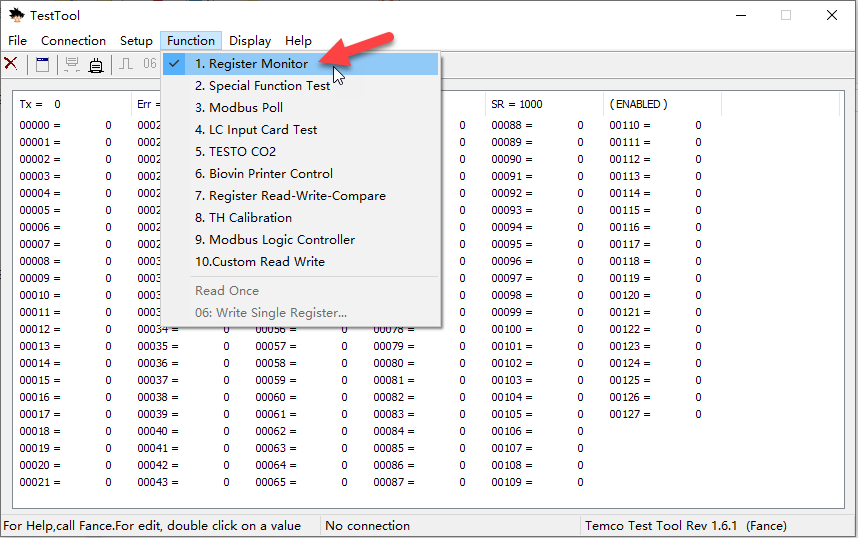 TestTool
File Connection Setup Function Display Help
06
1. Register Monitor
2. Special Function Test
3. Modbus Poll
4. LC Input Card Test
5. TESTO CO2
6. Biovin Printer Control
7. Register Read-Write-Compare
8. TH Calibration
9. Modbus Logic Controller
10.Custom Read Write
Read Once
06: Write Single Register...
Tx = 0 Err = SR = 1000 (ENABLED)
00000 = 0 0002 0 00088 = 0 00110 = 0
00001 = 0 0002 0 00089 = 0 00111 = 0
00002 = 0 0002 0 00090 = 0 00112 = 0
00003 = 0 0002 0 00091 = 0 00113 = 0
00004 = 0 0002 0 00092 = 0 00114 = 0
00005 = 0 0002 0 00093 = 0 00115 = 0
00006 = 0 0002 0 00094 = 0 00116 = 0
00007 = 0 0002 0 00095 = 0 00117 = 0
00008 = 0 0003 0 00096 = 0 00118 = 0
00009 = 0 0003 0 00097 = 0 00119 = 0
00010 = 0 0003 0 00098 = 0 00120 = 0
00011 = 0 0003 0 00099 = 0 00121 = 0
00012 = 0 00034 = 0 00056 = 0 00078 = 0 00100 = 0 00122 = 0
00013 = 0 00035 = 0 00057 = 0 00079 = 0 00101 = 0 00123 = 0
00014 = 0 00036 = 0 00058 = 0 00080 = 0 00102 = 0 00124 = 0
00015 = 0 00037 = 0 00059 = 0 00081 = 0 00103 = 0 00125 = 0
00016 = 0 00038 = 0 00060 = 0 00082 = 0 00104 = 0 00126 = 0
00017 = 0 00039 = 0 00061 = 0 00083 = 0 00105 = 0 00127 = 0
00018 = 0 00040 = 0 00062 = 0 00084 = 0 00106 = 0
00019 = 0 00041 = 0 00063 = 0 00085 = 0 00107 = 0
00020 = 0 00042 = 0 00064 = 0 00086 = 0 00108 = 0
00021 = 0 00043 = 0 00065 = 0 00087 = 0 00109 = 0
For Help,call Fance.For edit, double click on a value No connection Temco Test Tool Rev 1.6.1 (Fance)